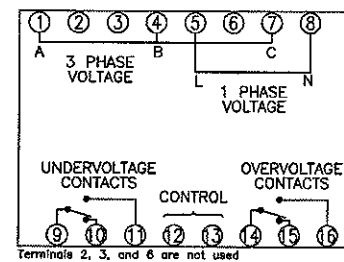 1 2 3 4 5 6 7 8
A B C
3 PHASE
VOLTAGE
L N
1 PHASE
VOLTAGE
UNDERVOLTAGE
CONTACTS
CONTROL
OVERVOLTAGE
CONTACTS
9 10 11 12 13 14 15 16
Terminals 2, 3, and 6 are not used